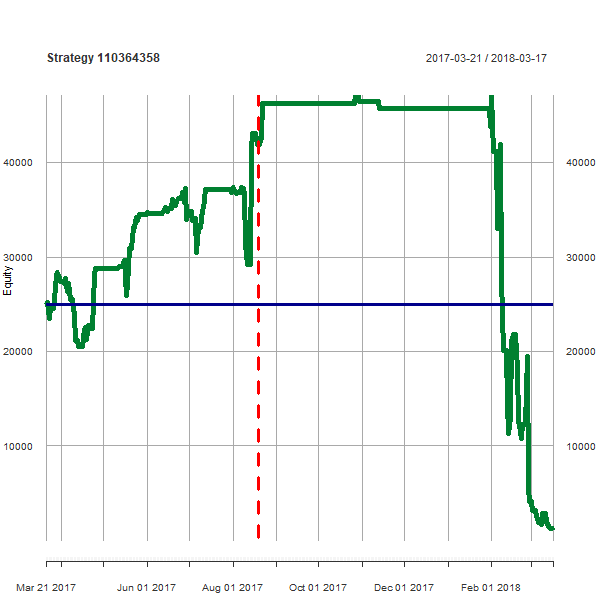 Strategy 110364358 2017-03-21 / 2018-03-17
40000 40000
30000 30000
Equity
20000 20000
10000 10000
Mar 21 2017 Jun 01 2017 Aug 01 2017 Oct 01 2017 Dec 01 2017 Feb 01 2018